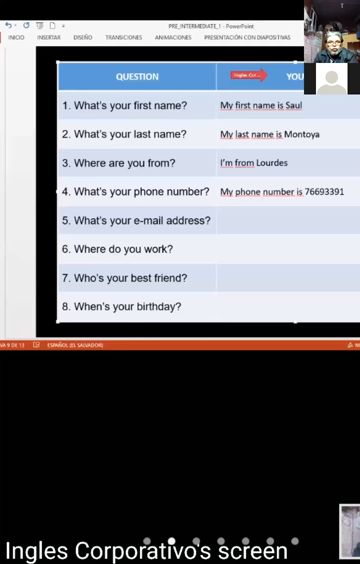 PRE_INTERMEDIATE_1 - PowerPoint
INICIO INSERTAR DISEÑO TRANSICIONES ANIMACIONES PRESENTACIÓN CON DIAPOSITIVAS
QUESTION YOU
1. What's your first name? My first name is Saul
2. What's your last name? My last name is Montoya
3. Where are you from? I'm from Lourdes
4. What's your phone number? My phone number is 76693391
5. What's your e-mail address?
6. Where do you work?
7. Who's your best friend?
8. When's your birthday?
ESPAÑOL (EL SALVADOR)
Ingles Corporativo's screen